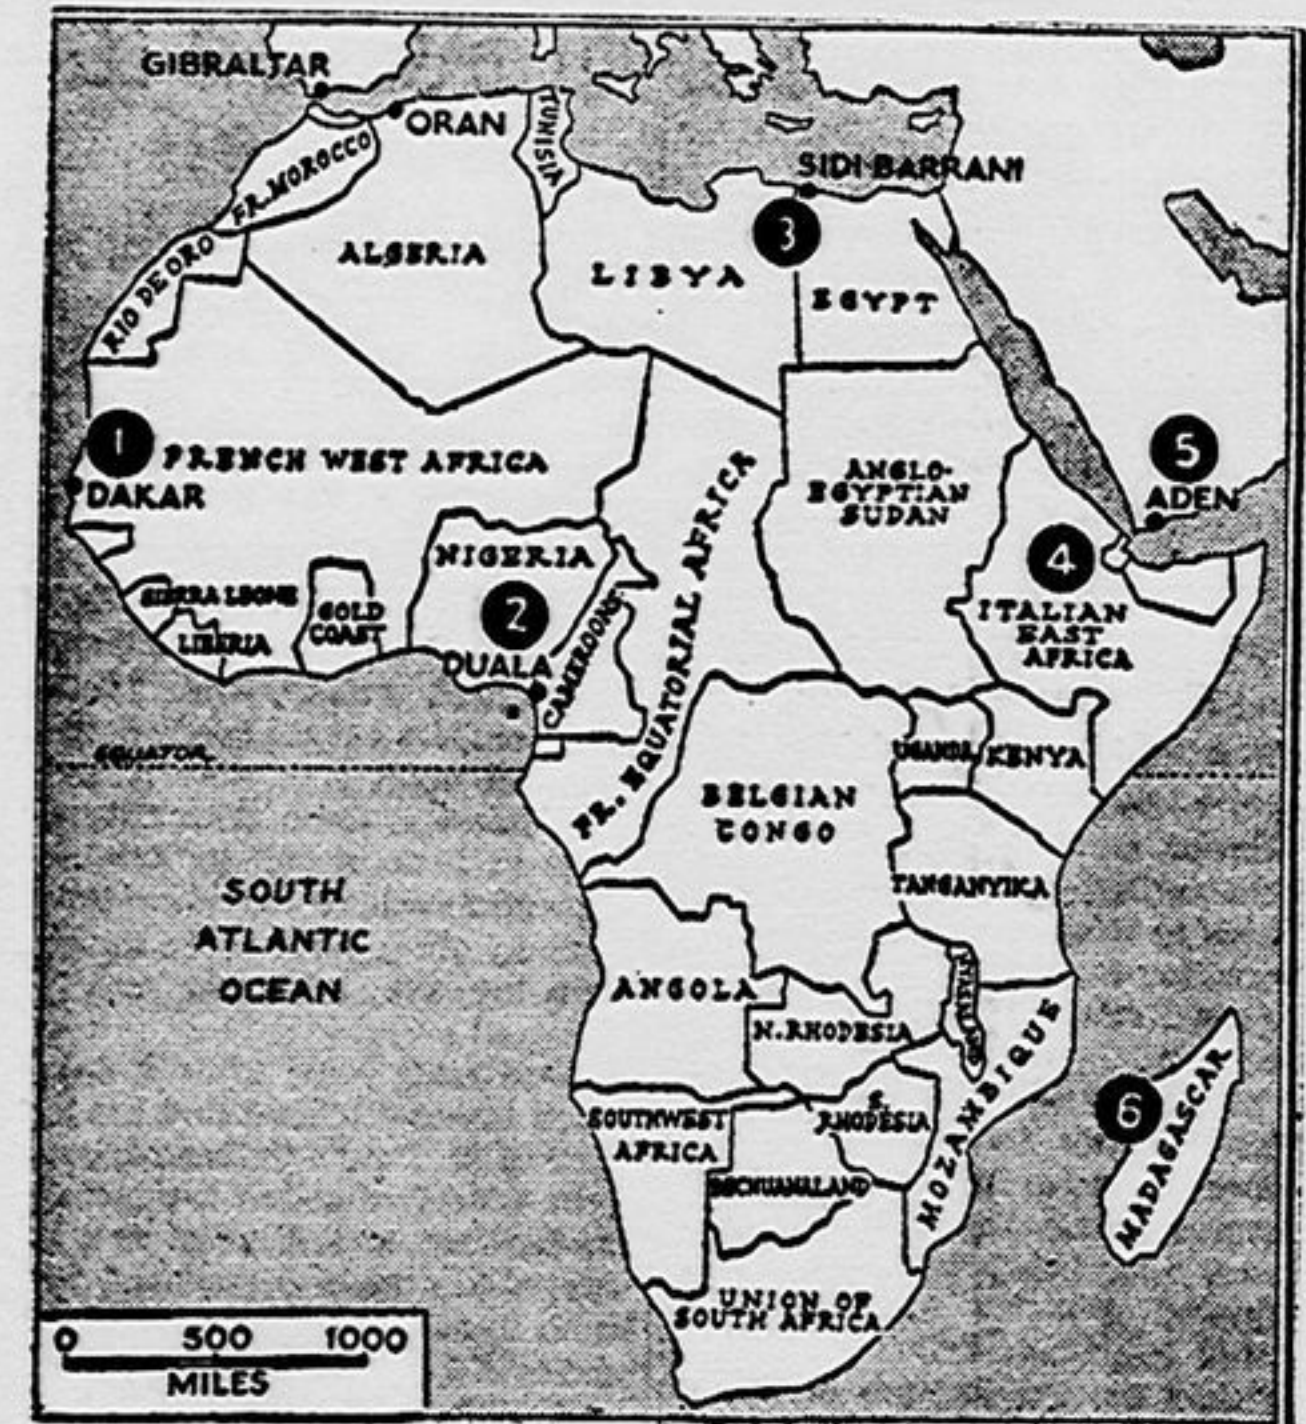 GIBRALTAR
ORAN
TUNISIA
FR. MOROCCO
SIDI BARRANI
3
RIO DE ORO
ALGERIA
LIBYA
EGYPT
1
FRENCH WEST AFRICA
DAKAR
5
ADEN
ANGLO-
EGYPTIAN
SUDAN
NIGERIA
4
SIERRA LEONE
GOLD
COAST
2
LIBERIA
ITALIAN
EAST
AFRICA
DUALA
CAMEROONS
FR. EQUATORIAL AFRICA
EQUATOR
UGANDA
KENYA
BELGIAN
CONGO
TANGANYIKA
SOUTH
ATLANTIC
OCEAN
ANGOLA
N. RHODESIA
MOZAMBIQUE
S.
RHODESIA
SOUTHWEST
AFRICA
BECHUANALAND
6
MADAGASCAR
UNION OF
SOUTH AFRICA
0 500 1000
MILES